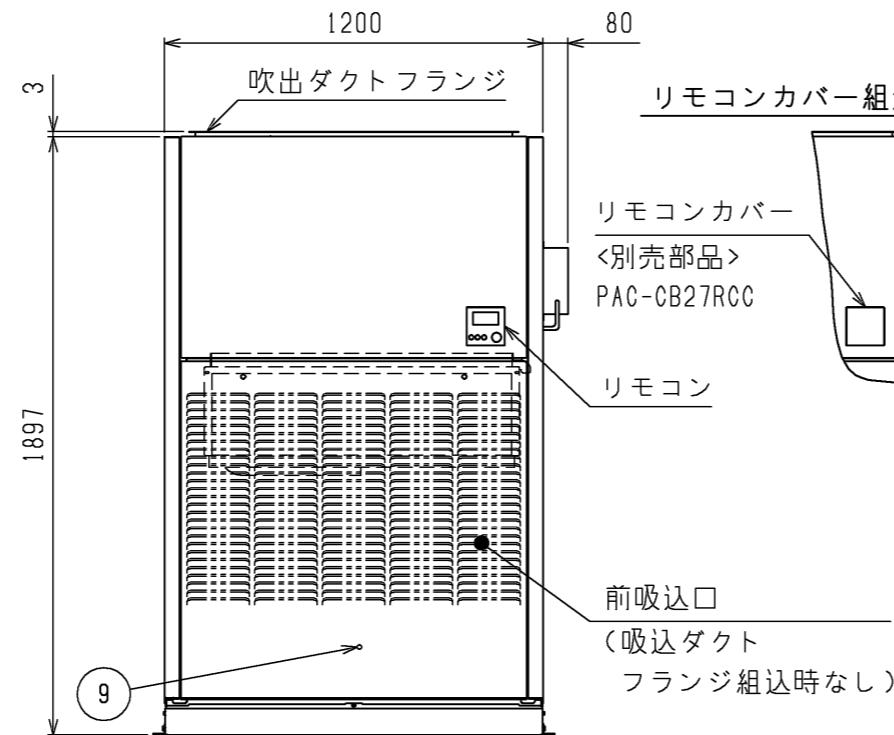 1200
80
3
吹出ダクトフランジ
リモコンカバー組
リモコンカバー
<別売部品>
PAC-CB27RCC
リモコン
1897
前吸込口
(吸込ダクト
フランジ組込時なし)
9